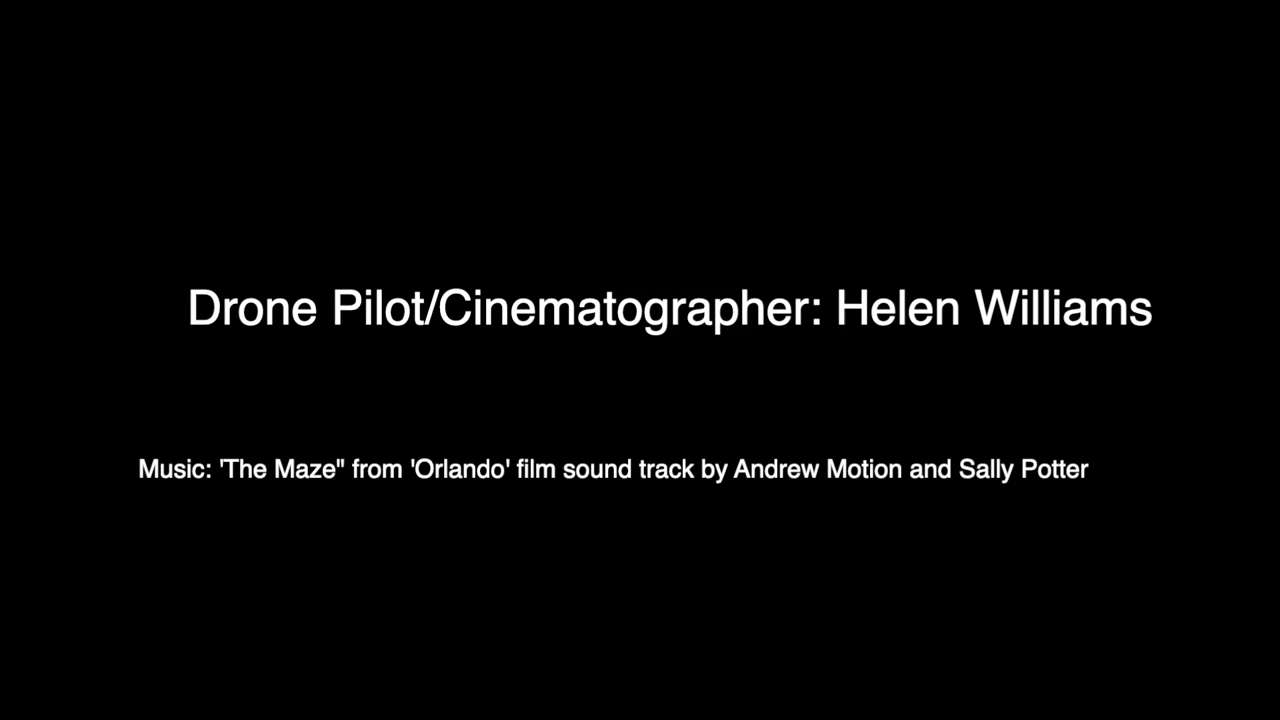 Drone Pilot/Cinematographer: Helen Williams
Music: 'The Maze" from 'Orlando' film sound track by Andrew Motion and Sally Potter